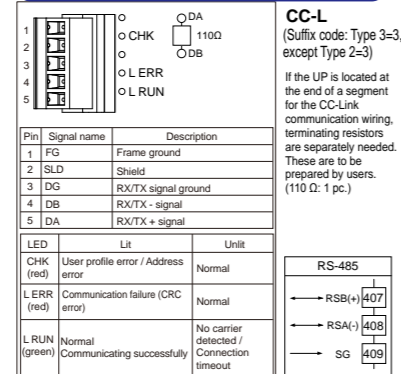 CC-L
(Suffix code: Type 3=3,
except Type 2=3)
If the UP is located at
the end of a segment
for the CC-Link
communication wiring,
terminating resistors
are separately needed.
These are to be
prepared by users.
(110 Ω: 1 pc.)
1
2
3
4
5
CHK
L ERR
L RUN
DA
110Ω
DB
Pin Signal name Description
1 FG Frame ground
2 SLD Shield
3 DG RX/TX signal ground
4 DB RX/TX - signal
5 DA RX/TX + signal
LED Lit Unlit
CHK (red) User profile error / Address error Normal
L ERR (red) Communication failure (CRC error) Normal
L RUN (green) Normal Communicating successfully No carrier detected / Connection timeout
RS-485
RSB(+) 407
RSA(-) 408
SG 409